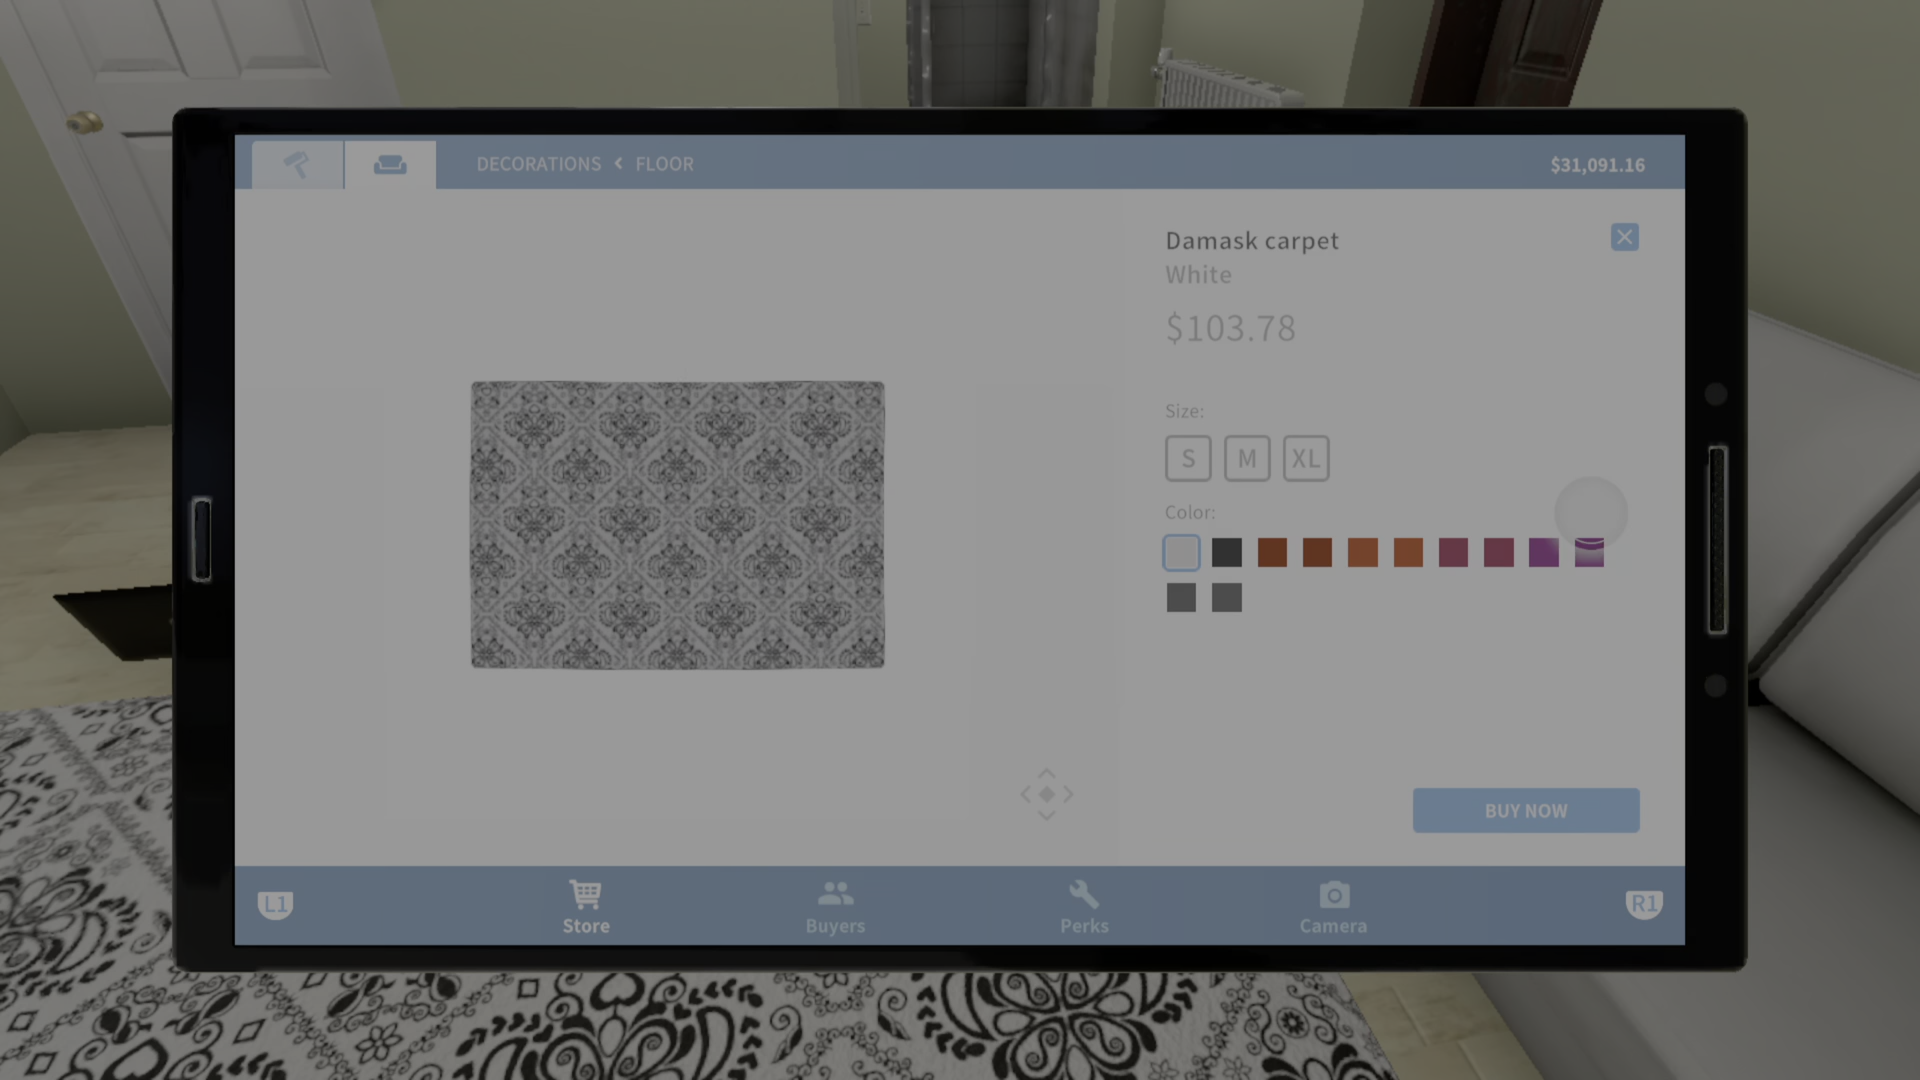 DECORATIONS < FLOOR
$31,091.16
Damask carpet
White
$103.78
Size:
S M XL
Color:
BUY NOW
L1
Store
Buyers
Perks
Camera
R1